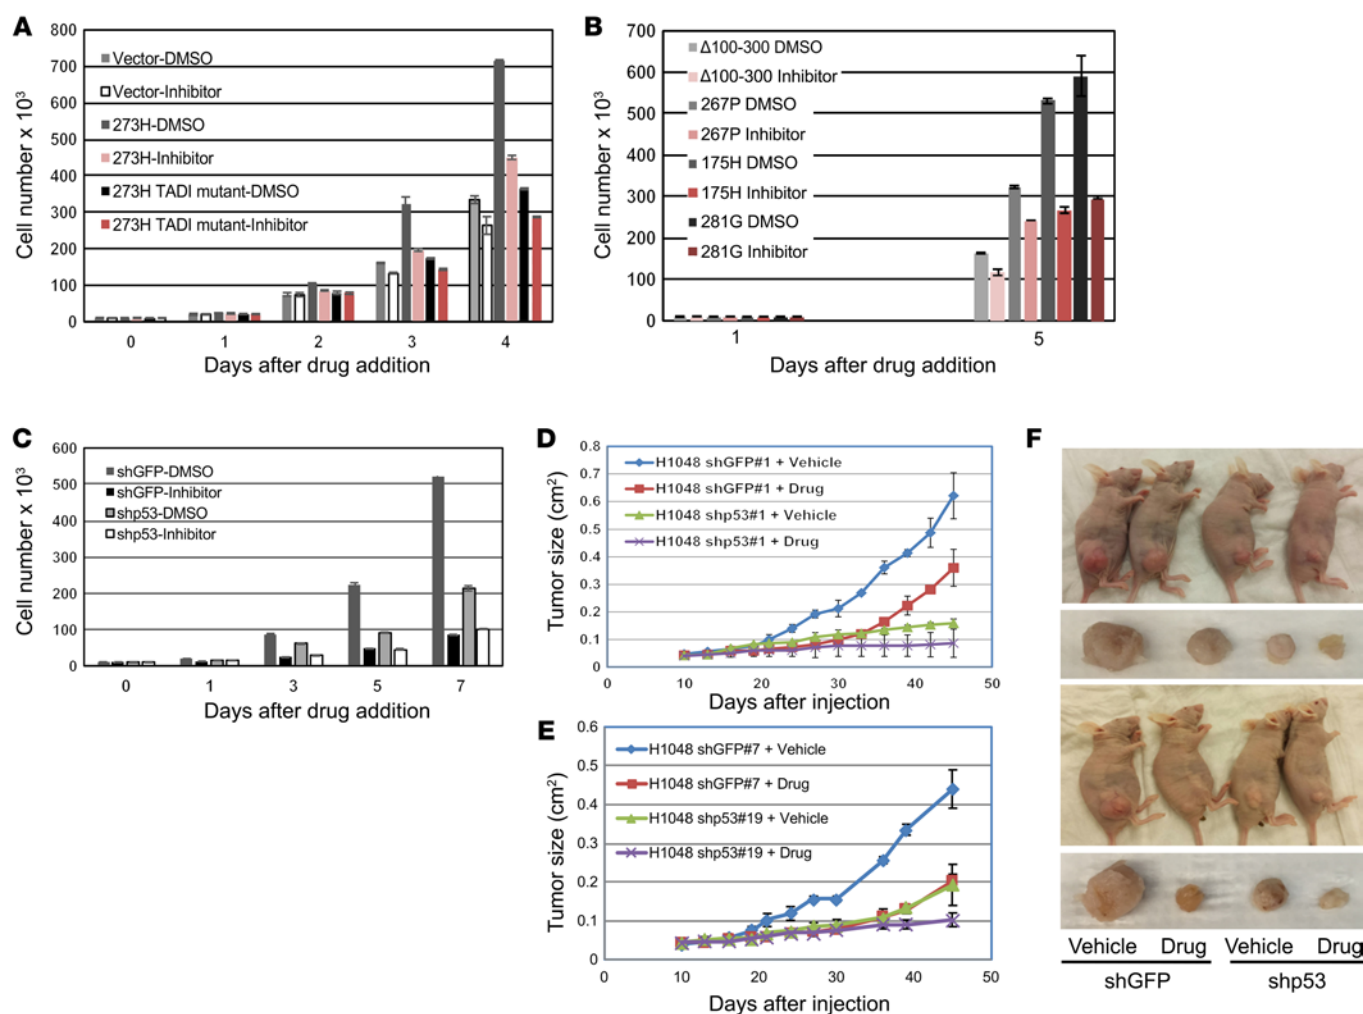 A
800
700
600
500
400
300
200
100
0
Cell number x 10³
Vector-DMSO
Vector-Inhibitor
273H-DMSO
273H-Inhibitor
273H TADI mutant-DMSO
273H TADI mutant-Inhibitor
0 1 2 3 4
Days after drug addition
B
700
600
500
400
300
200
100
0
Cell number x 10³
Δ100-300 DMSO
Δ100-300 Inhibitor
267P DMSO
267P Inhibitor
175H DMSO
175H Inhibitor
281G DMSO
281G Inhibitor
1 5
Days after drug addition
C
600
500
400
300
200
100
0
Cell number x 10³
shGFP-DMSO
shGFP-Inhibitor
shp53-DMSO
shp53-Inhibitor
0 1 3 5 7
Days after drug addition
D
0.8
0.7
0.6
0.5
0.4
0.3
0.2
0.1
0
Tumor size (cm²)
H1048 shGFP#1 + Vehicle
H1048 shGFP#1 + Drug
H1048 shp53#1 + Vehicle
H1048 shp53#1 + Drug
0 10 20 30 40 50
Days after injection
E
0.6
0.5
0.4
0.3
0.2
0.1
0
Tumor size (cm²)
H1048 shGFP#7 + Vehicle
H1048 shGFP#7 + Drug
H1048 shp53#19 + Vehicle
H1048 shp53#19 + Drug
0 10 20 30 40 50
Days after injection
F
Vehicle Drug Vehicle Drug
shGFP shp53